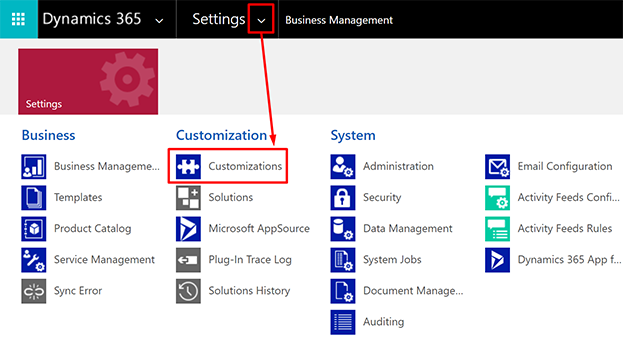 Dynamics 365
Settings
Business Management
Settings
Business
Customization
System
Business Manageme...
Customizations
Administration
Email Configuration
Templates
Solutions
Security
Activity Feeds Confi...
Product Catalog
Microsoft AppSource
Data Management
Activity Feeds Rules
Service Management
Plug-In Trace Log
System Jobs
Dynamics 365 App f...
Sync Error
Solutions History
Document Manage...
Auditing